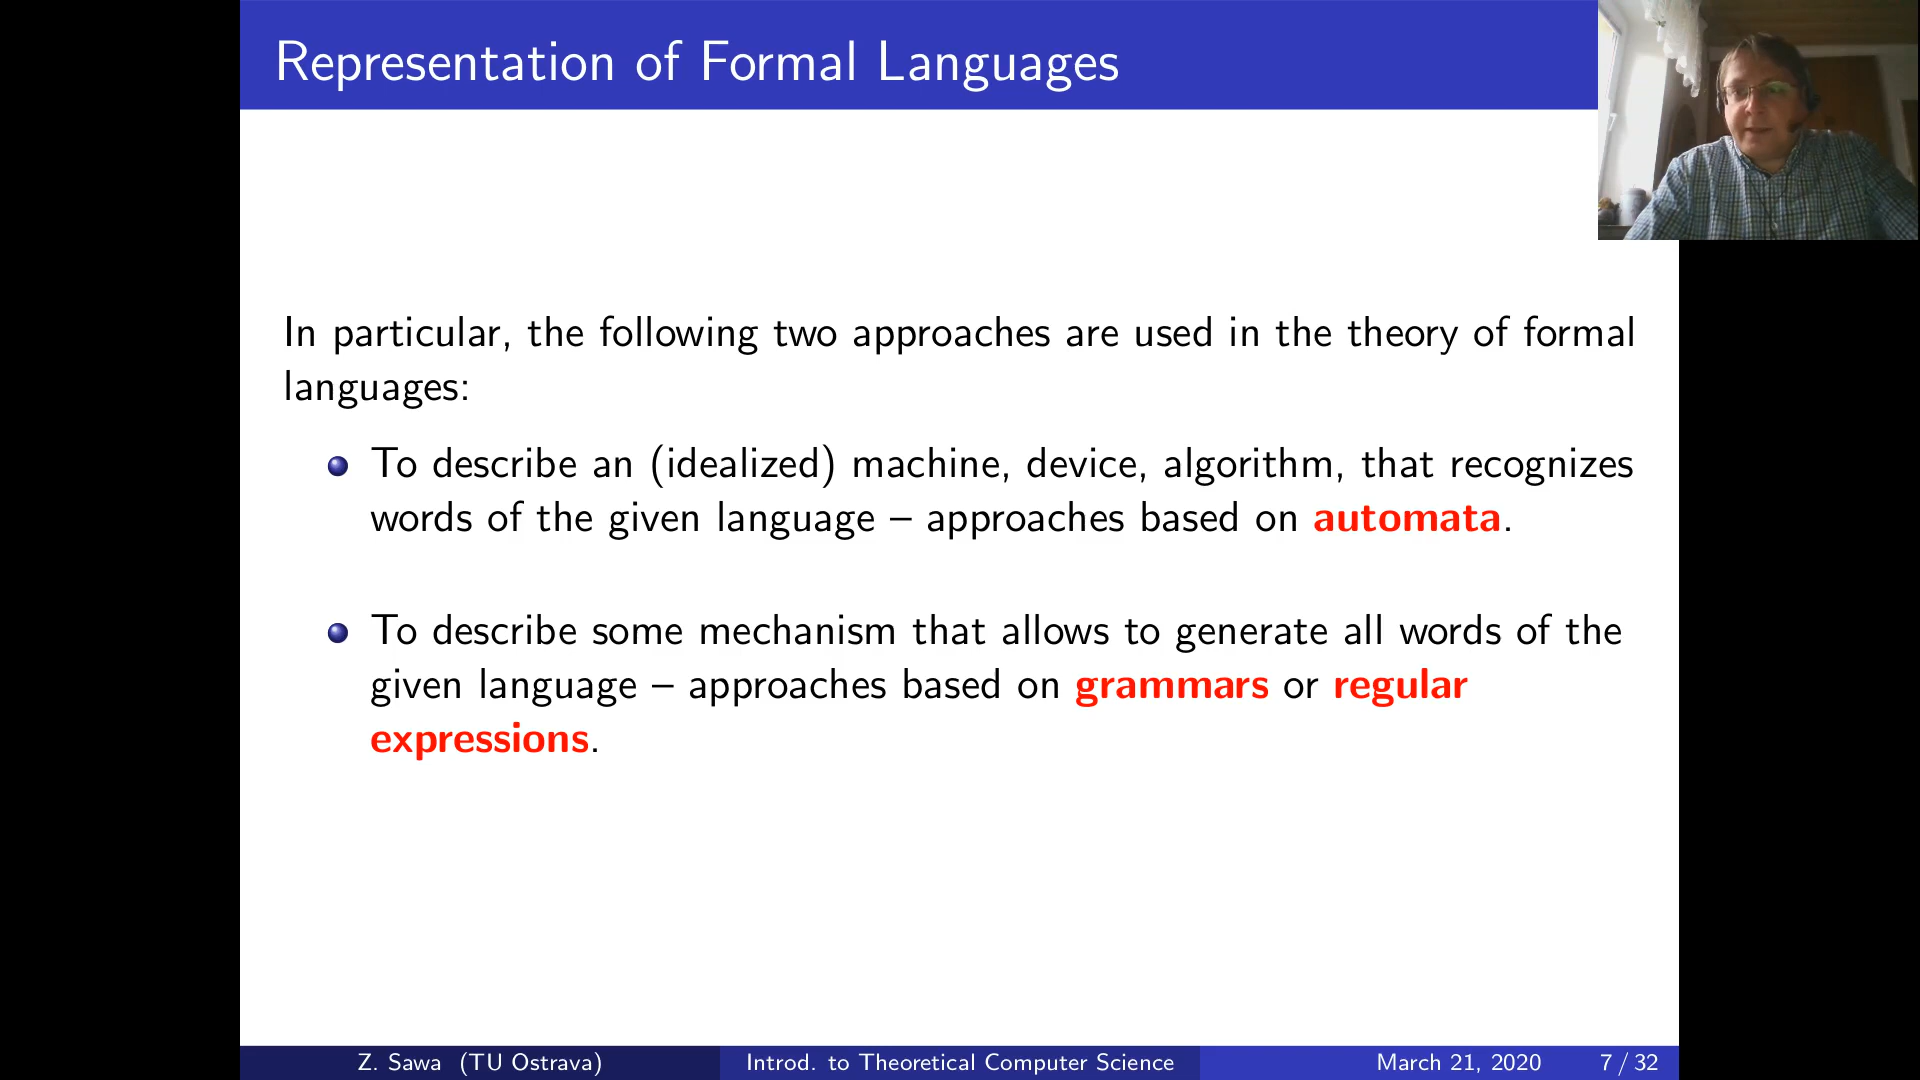 Representation of Formal Languages
In particular, the following two approaches are used in the theory of formal
languages:
To describe an (idealized) machine, device, algorithm, that recognizes
words of the given language – approaches based on automata.
To describe some mechanism that allows to generate all words of the
given language – approaches based on grammars or regular
expressions.
Z. Sawa (TU Ostrava) Introd. to Theoretical Computer Science March 21, 2020 7 / 32